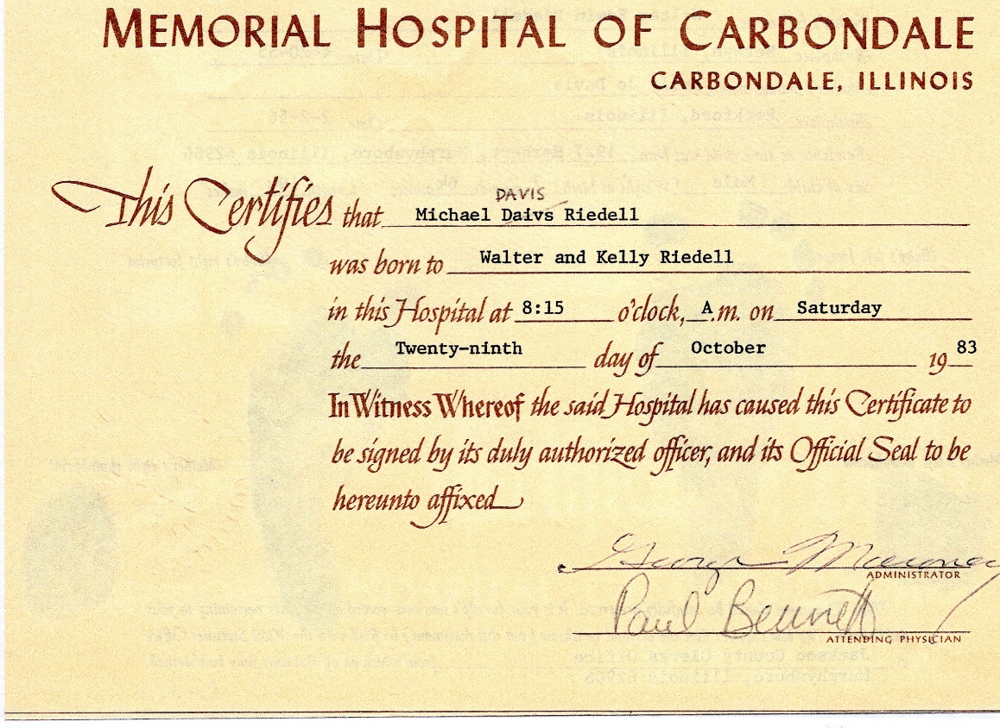 MEMORIAL HOSPITAL OF CARBONDALE
CARBONDALE, ILLINOIS
DAVIS
This Certifies that Michael Daivs Riedell
was born to Walter and Kelly Riedell
in this Hospital at 8:15 o'clock, A.m. on Saturday
the Twenty-ninth day of October 19 83
In Witness Whereof the said Hospital has caused this Certificate to
be signed by its duly authorized officer, and its Official Seal to be
hereunto affixed
George Maroney
ADMINISTRATOR
Paul Bennett
ATTENDING PHYSICIAN